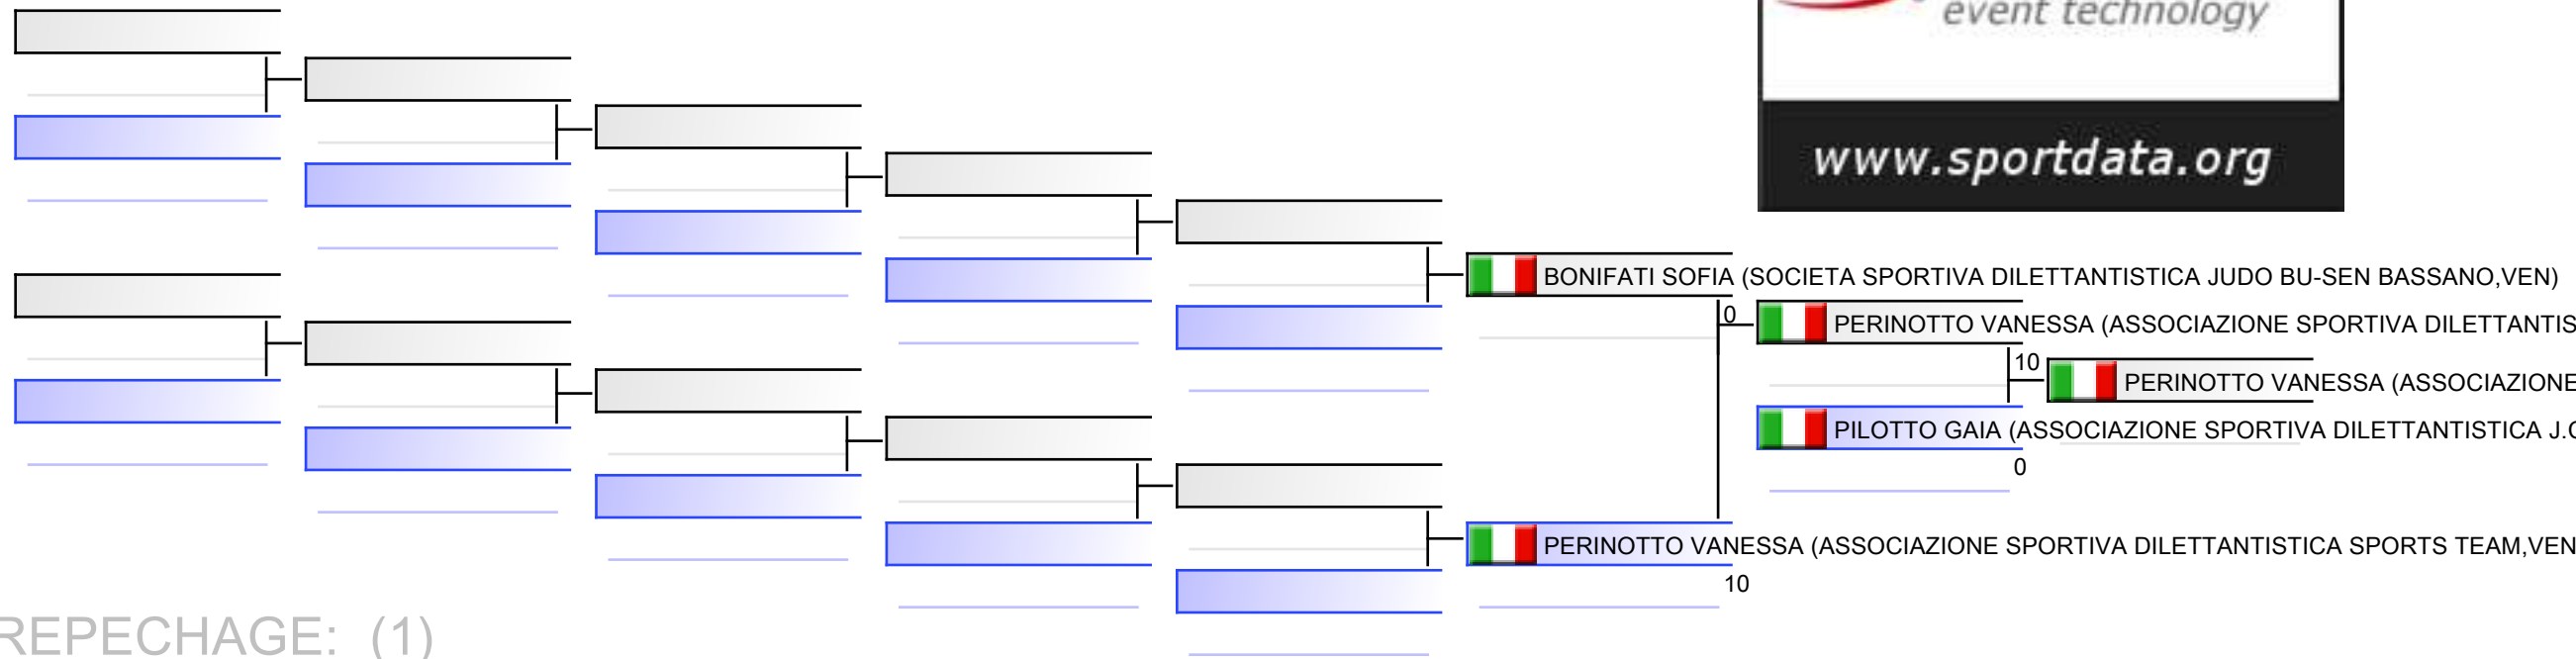 event technology
www.sportdata.org
BONIFATI SOFIA (SOCIETA SPORTIVA DILETTANTISTICA JUDO BU-SEN BASSANO,VEN)
0
PERINOTTO VANESSA (ASSOCIAZIONE SPORTIVA DILETTANTIS
10
PERINOTTO VANESSA (ASSOCIAZIONE
PILOTTO GAIA (ASSOCIAZIONE SPORTIVA DILETTANTISTICA J.C
0
PERINOTTO VANESSA (ASSOCIAZIONE SPORTIVA DILETTANTISTICA SPORTS TEAM,VEN
10
REPECHAGE: (1)